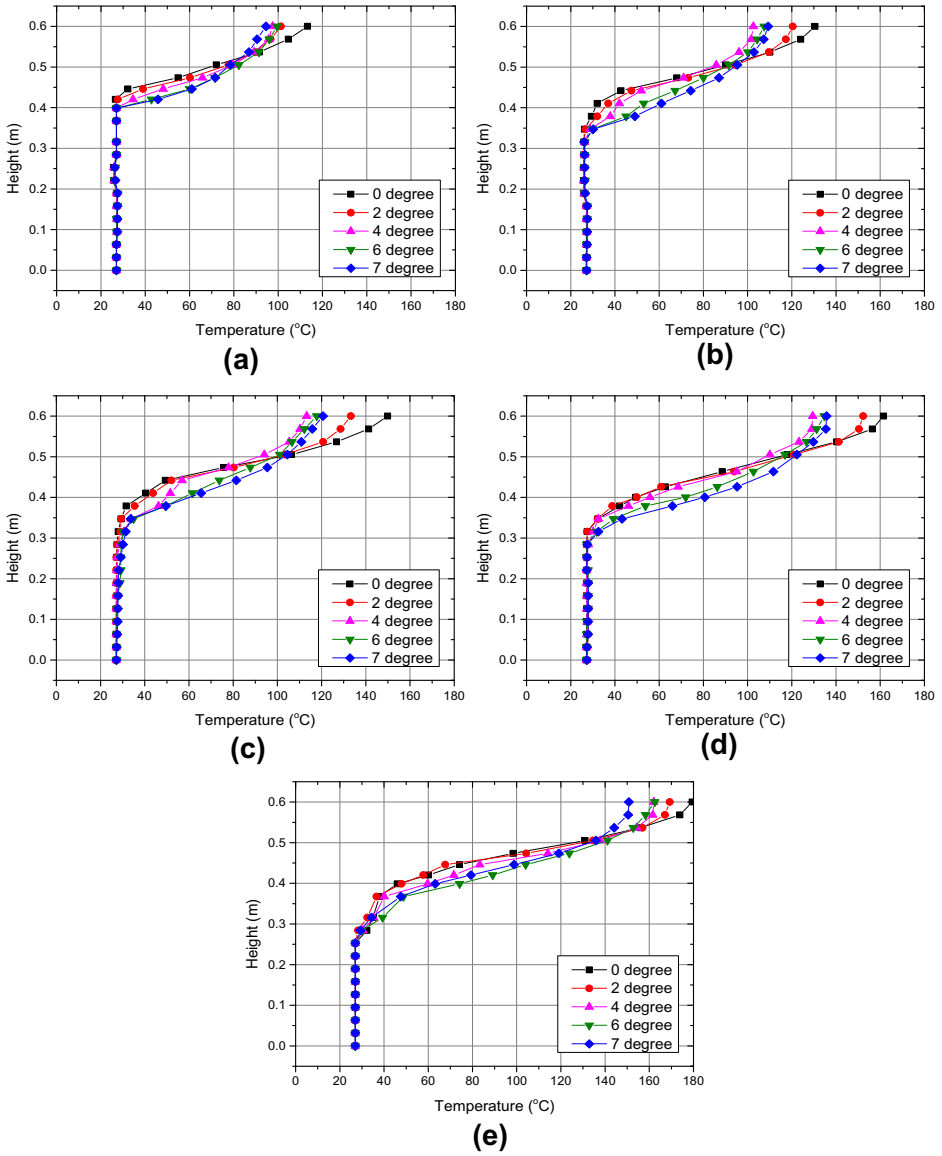 0.6
0.5
0.4
0.3
0.2
0.1
0.0
Height (m)
0 degree
2 degree
4 degree
6 degree
7 degree
0 20 40 60 80 100 120 140 160 180
Temperature (°C)
(a)
0.6
0.5
0.4
0.3
0.2
0.1
0.0
Height (m)
0 degree
2 degree
4 degree
6 degree
7 degree
0 20 40 60 80 100 120 140 160 180
Temperature (°C)
(b)
0.6
0.5
0.4
0.3
0.2
0.1
0.0
Height (m)
0 degree
2 degree
4 degree
6 degree
7 degree
0 20 40 60 80 100 120 140 160 180
Temperature (°C)
(c)
0.6
0.5
0.4
0.3
0.2
0.1
0.0
Height (m)
0 degree
2 degree
4 degree
6 degree
7 degree
0 20 40 60 80 100 120 140 160 180
Temperature (°C)
(d)
0.6
0.5
0.4
0.3
0.2
0.1
0.0
Height (m)
0 degree
2 degree
4 degree
6 degree
7 degree
0 20 40 60 80 100 120 140 160 180
Temperature (°C)
(e)